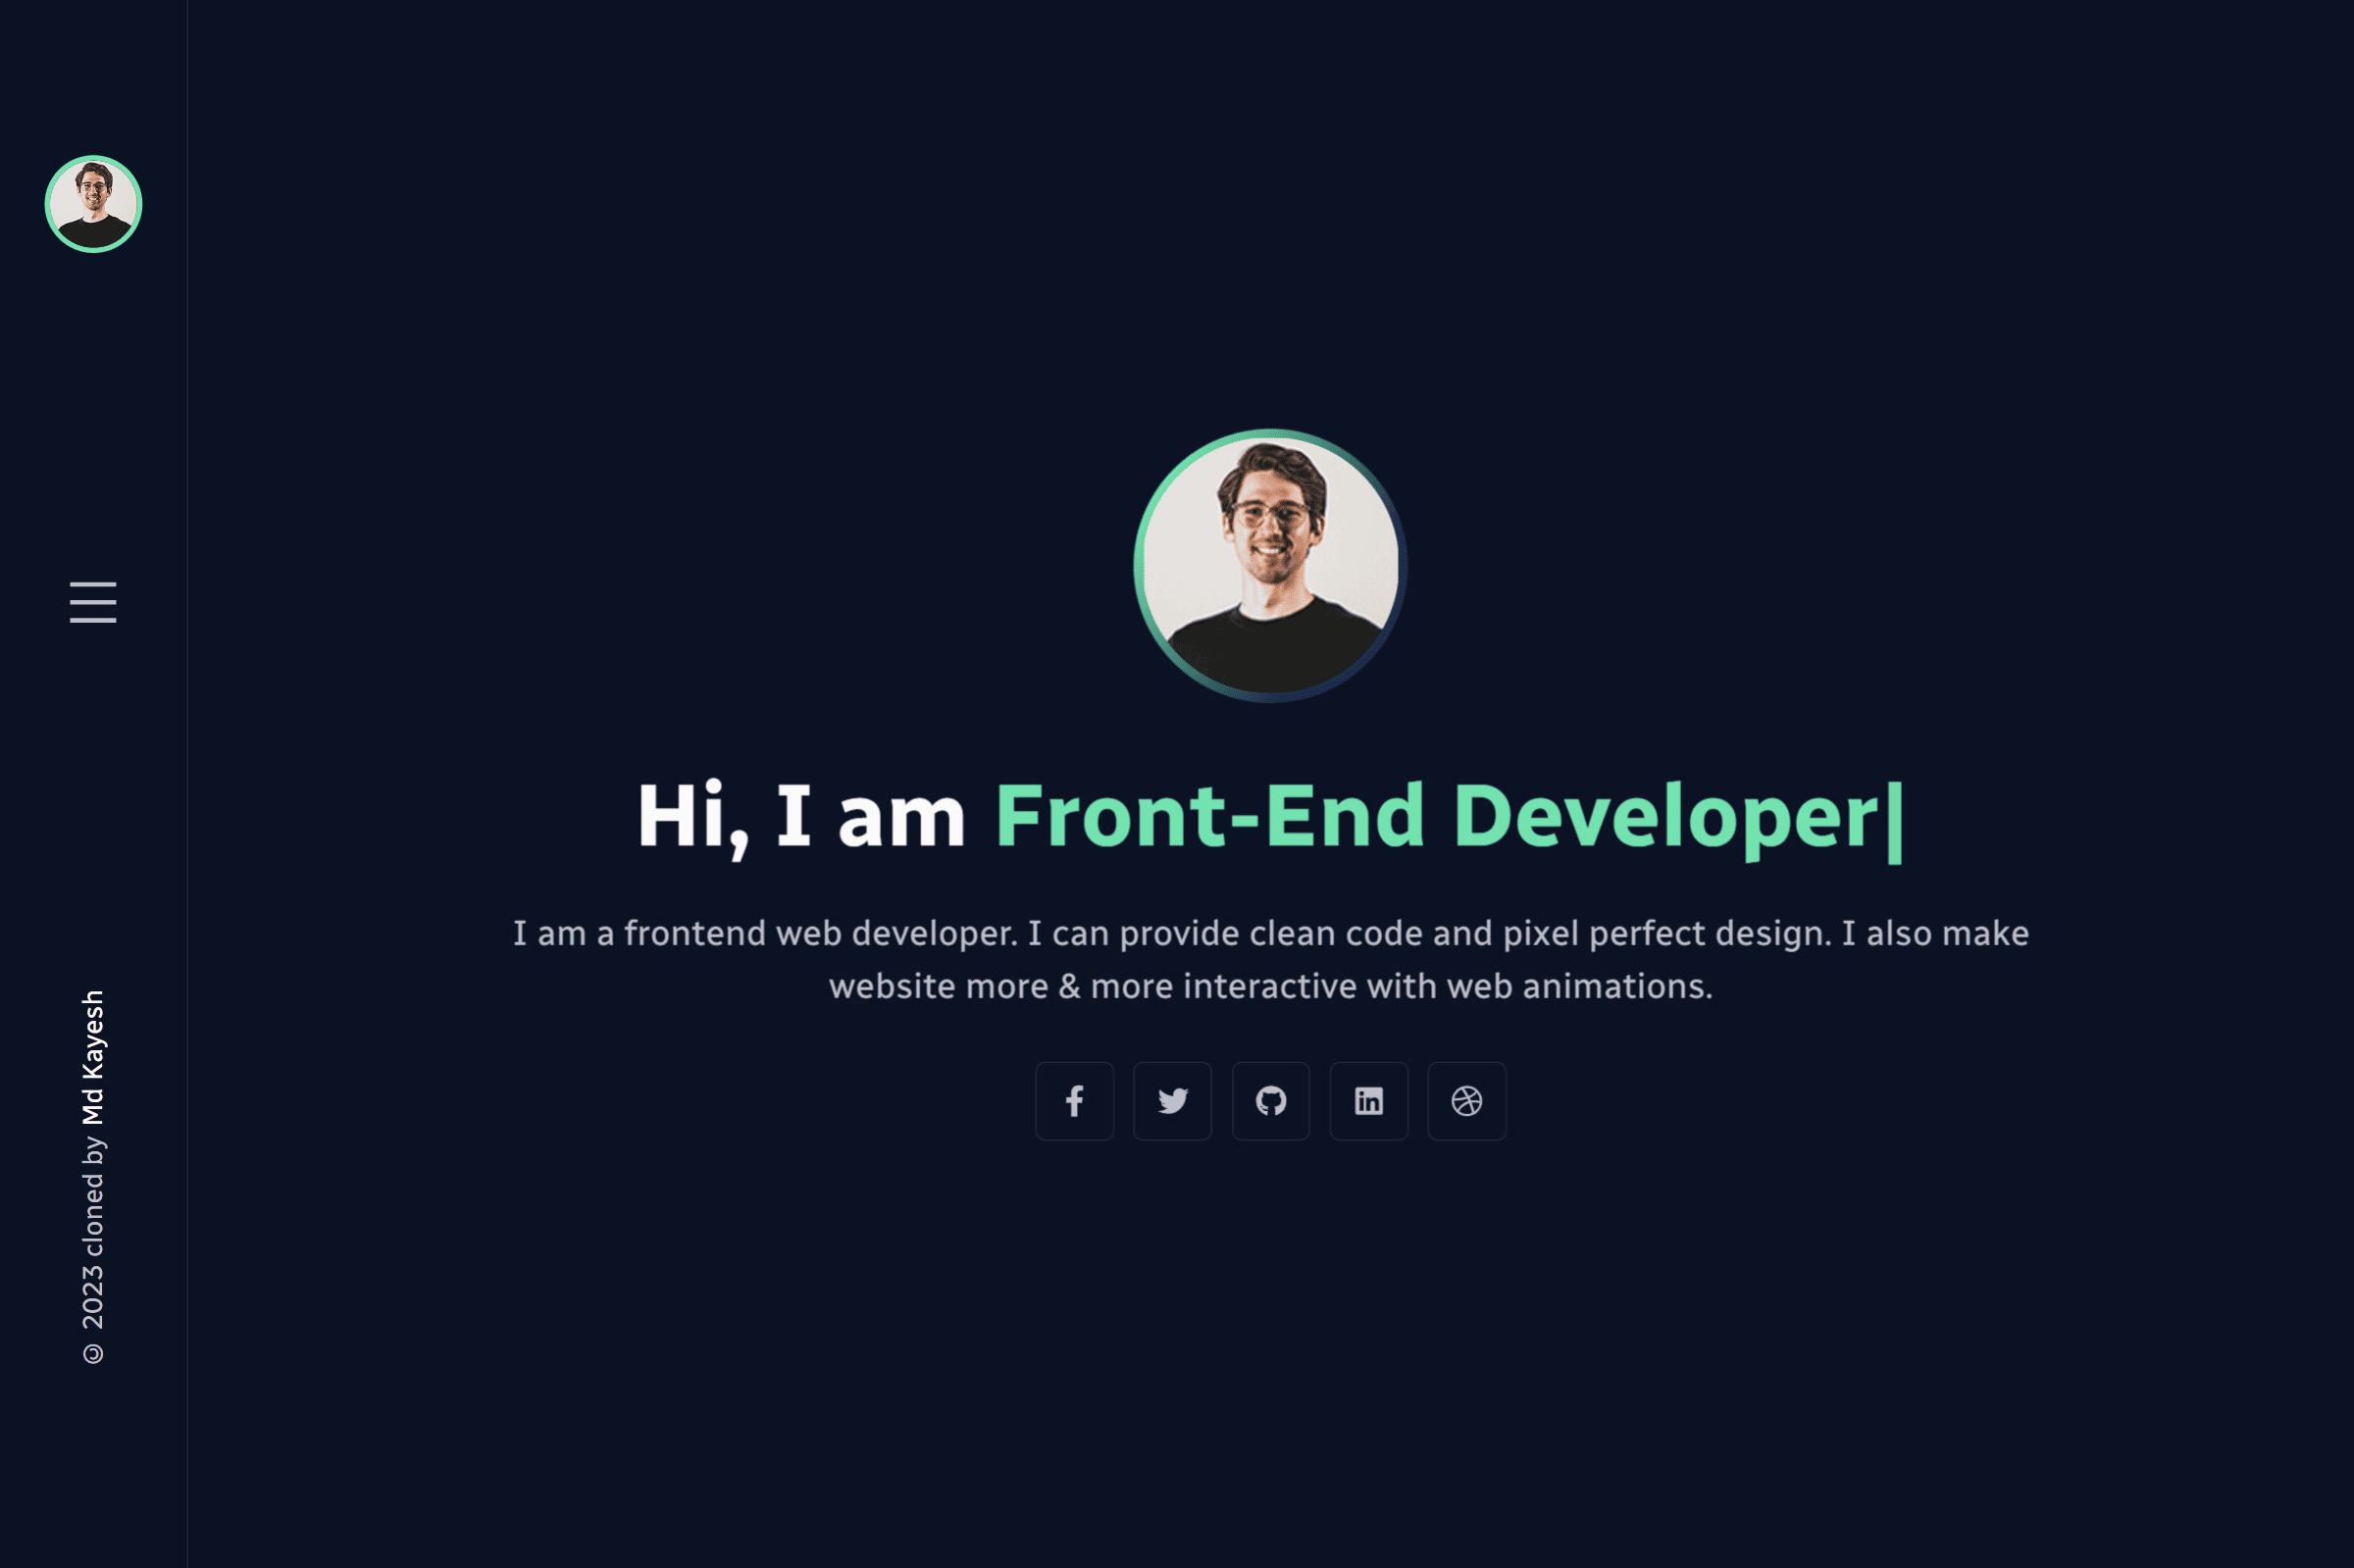 Hi, I am Front-End Developer|
I am a frontend web developer. I can provide clean code and pixel perfect design. I also make
website more & more interactive with web animations.
© 2023 cloned by Md Kayesh